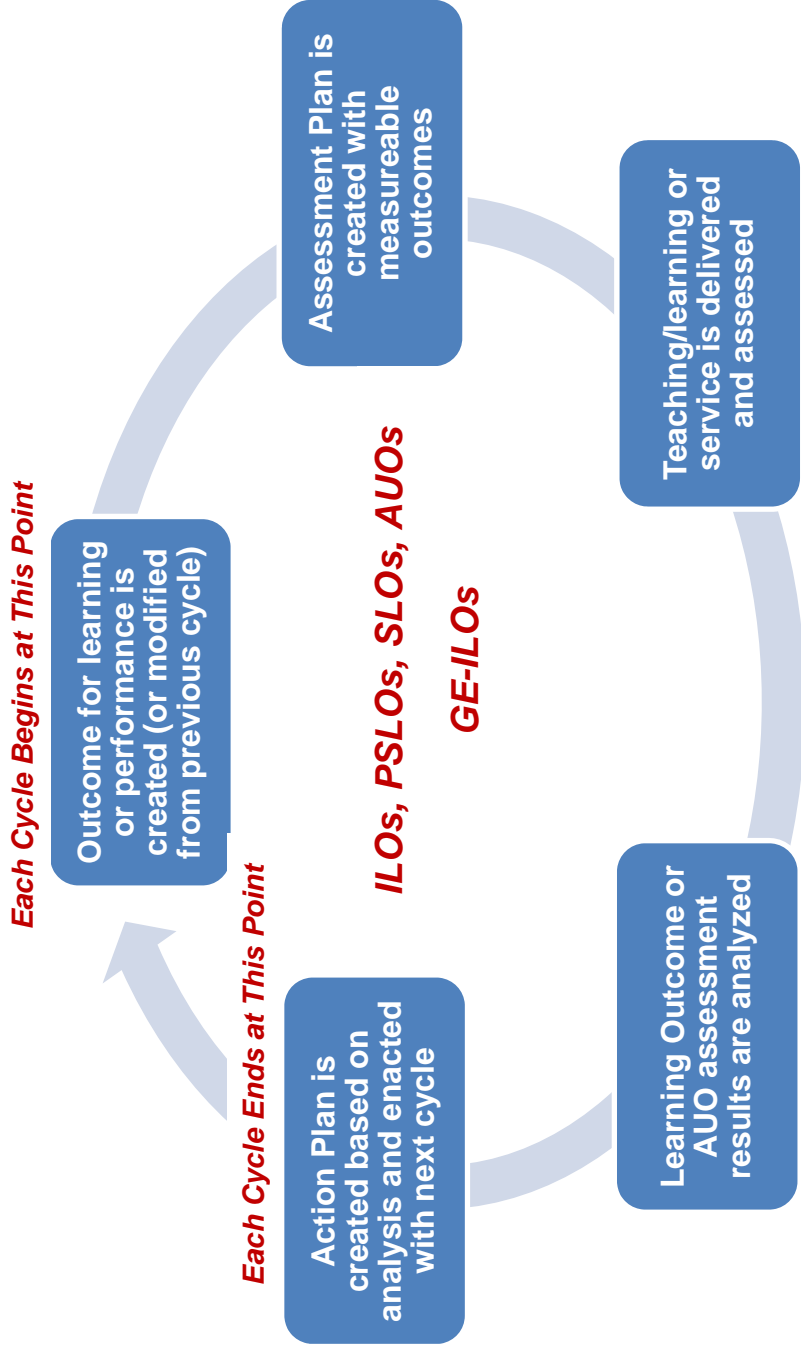 Each Cycle Begins at This Point
Outcome for learning
or performance is
created (or modified
from previous cycle)
Assessment Plan is
created with
measureable
outcomes
Teaching/learning or
service is delivered
and assessed
Learning Outcome or
AUO assessment
results are analyzed
Each Cycle Ends at This Point
Action Plan is
created based on
analysis and enacted
with next cycle
ILOs, PSLOs, SLOs, AUOs
GE-ILOs